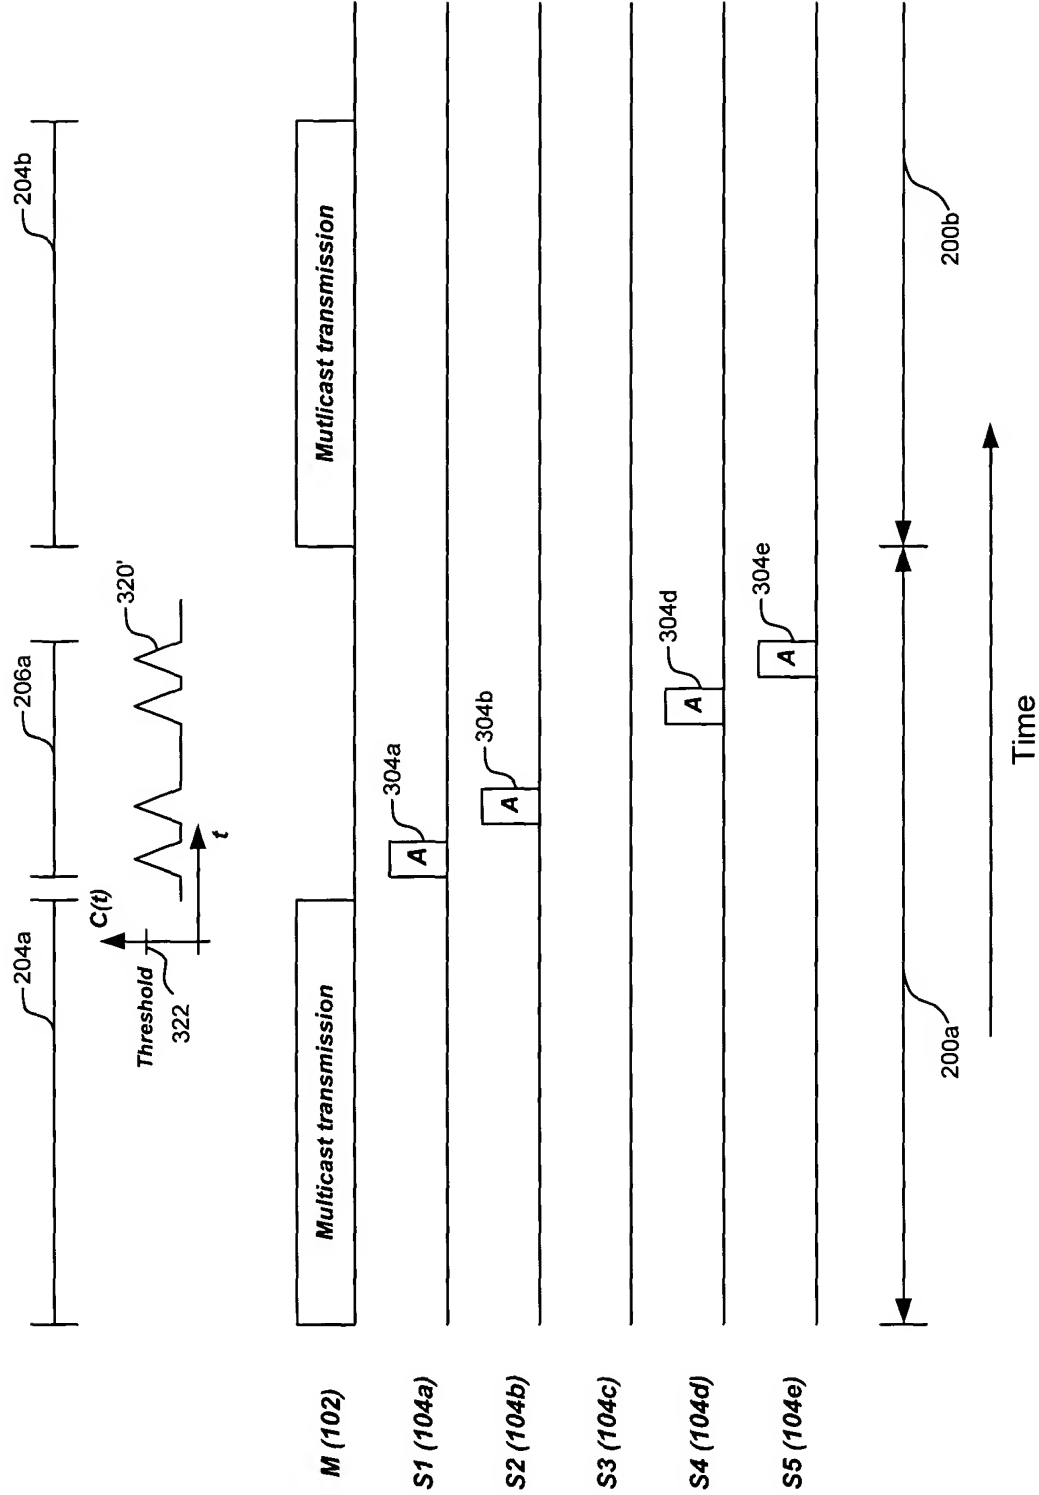 204a
206a
204b
C(t)
Threshold
322
t
320'
M (102)
Multicast transmission
Mutlicast transmission
S1 (104a)
A
304a
S2 (104b)
A
304b
S3 (104c)
S4 (104d)
A
304d
S5 (104e)
A
304e
200a
200b
Time